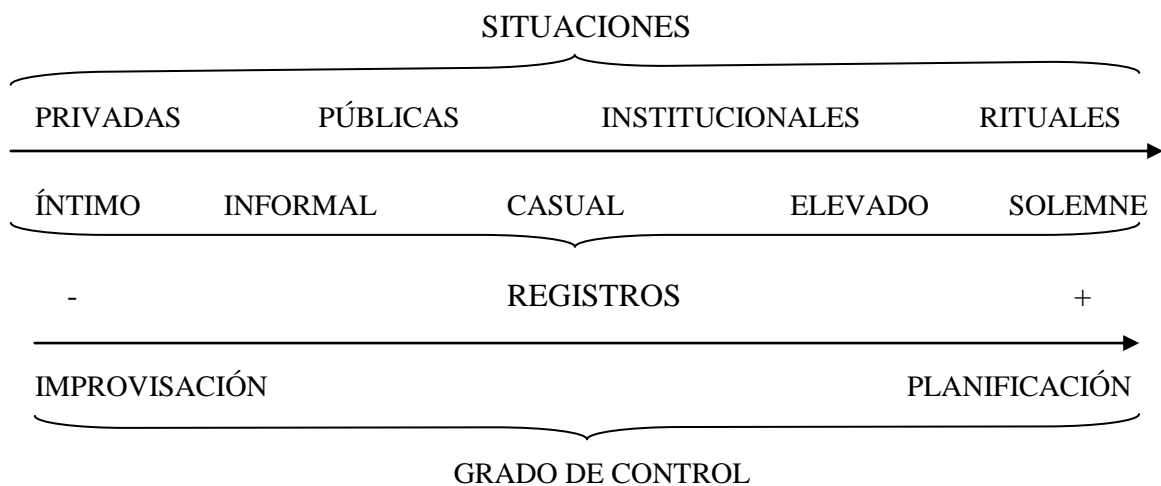 SITUACIONES
PRIVADAS PÚBLICAS INSTITUCIONALES RITUALES
ÍNTIMO INFORMAL CASUAL ELEVADO SOLEMNE
- REGISTROS +
IMPROVISACIÓN PLANIFICACIÓN
GRADO DE CONTROL